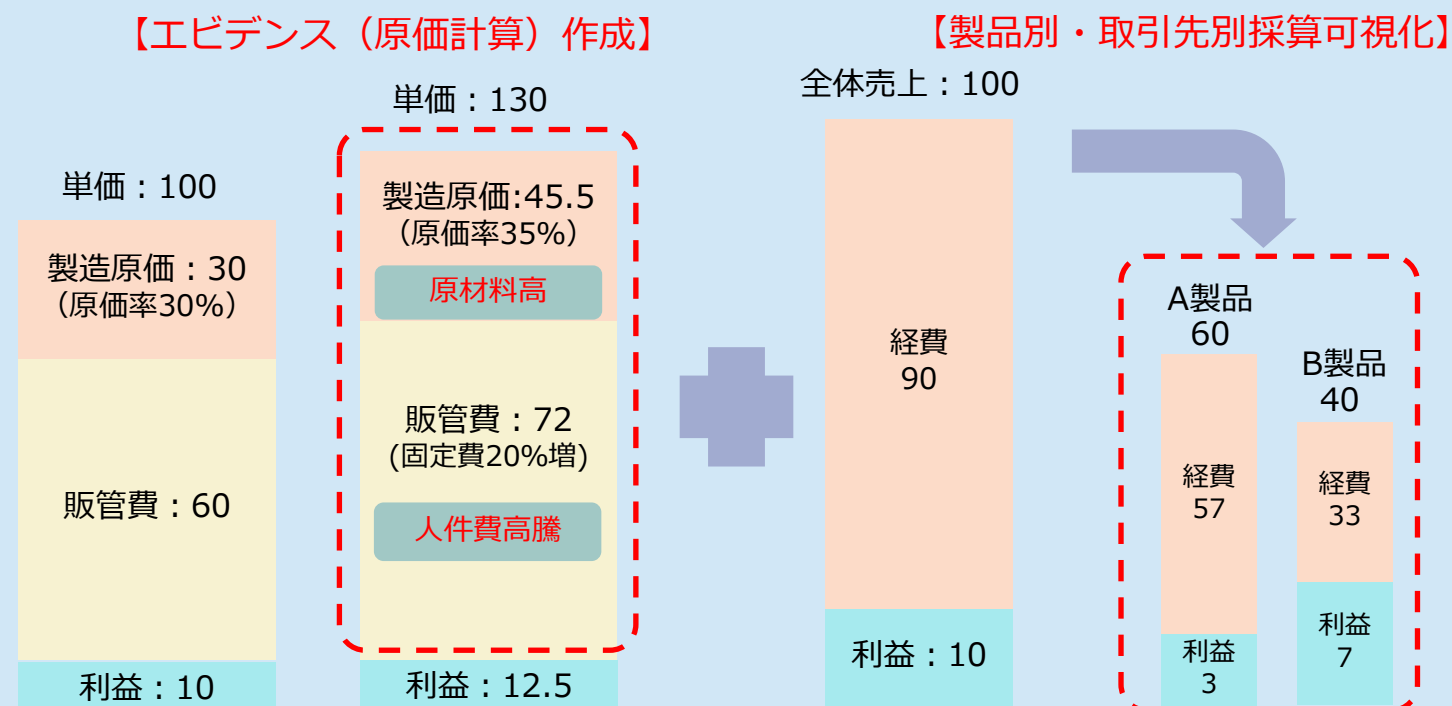 【エビデンス（原価計算）作成】
単価：100
製造原価：30
（原価率30%）
販管費：60
利益：10
単価：130
製造原価:45.5
（原価率35%）
原材料高
販管費：72
(固定費20%増)
人件費高騰
利益：12.5
【製品別・取引先別採算可視化】
全体売上：100
経費
90
利益：10
A製品
60
経費
57
利益
3
B製品
40
経費
33
利益
7